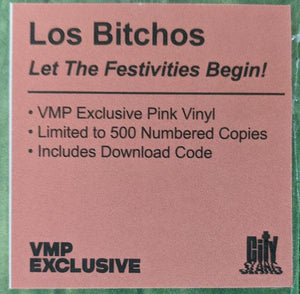 Los Bitchos
Let The Festivities Begin!
• VMP Exclusive Pink Vinyl
• Limited to 500 Numbered Copies
• Includes Download Code
VMP
EXCLUSIVE
City
SLANG